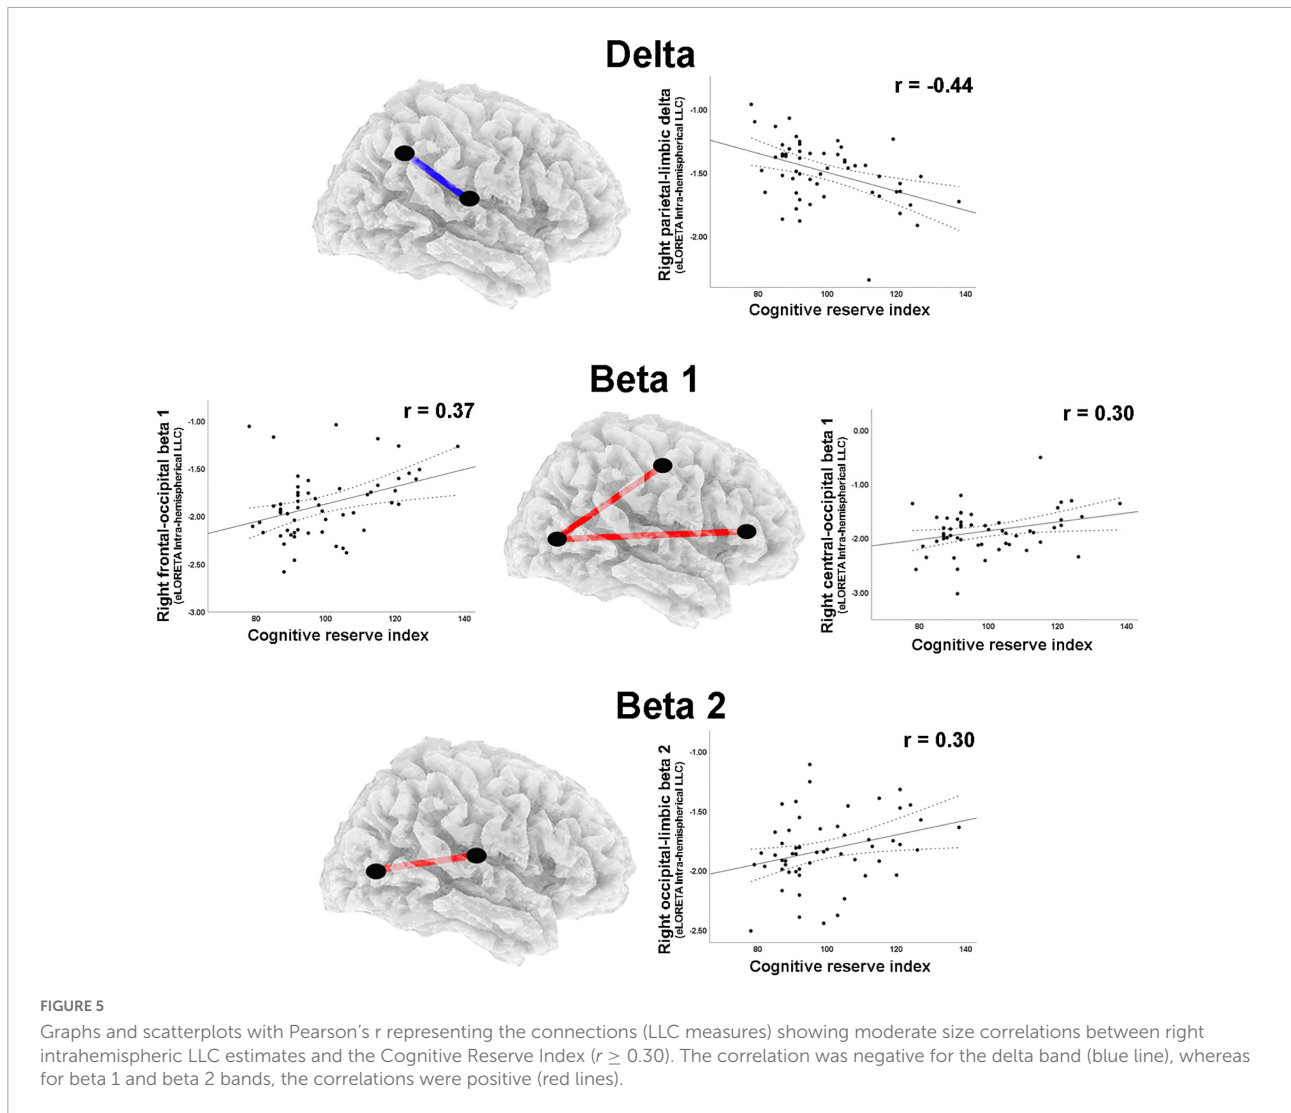 Delta
r = -0.44
Right parietal-limbic delta
(eLORETA Intra-hemispherical LLC)
-1.00
-1.50
-2.00
80
100
120
140
Cognitive reserve index
Beta 1
r = 0.37
Right frontal-occipital beta 1
(eLORETA Intra-hemispherical LLC)
-1.00
-1.50
-2.00
-2.50
-3.00
80
100
120
140
Cognitive reserve index
r = 0.30
Right central-occipital beta 1
(eLORETA Intra-hemispherical LLC)
0.00
-1.00
-2.00
-3.00
80
100
120
140
Cognitive reserve index
Beta 2
r = 0.30
Right occipital-limbic beta 2
(eLORETA Intra-hemispherical LLC)
-1.00
-1.50
-2.00
-2.50
80
100
120
140
Cognitive reserve index
FIGURE 5
Graphs and scatterplots with Pearson's r representing the connections (LLC measures) showing moderate size correlations between right
intrahemispheric LLC estimates and the Cognitive Reserve Index (r ≥ 0.30). The correlation was negative for the delta band (blue line), whereas
for beta 1 and beta 2 bands, the correlations were positive (red lines).